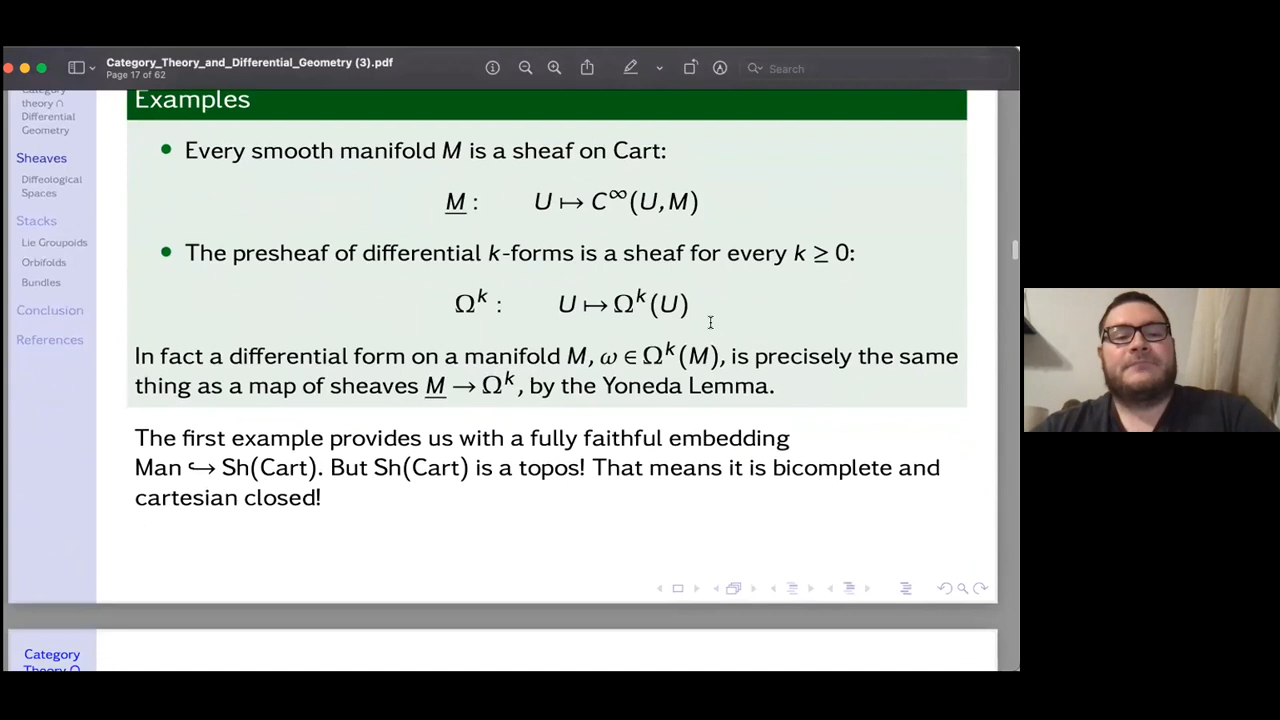 Category_Theory_and_Differential_Geometry (3).pdf
Page 17 of 62
Search
Category
theory ∩
Differential
Geometry
Sheaves
Diffeological
Spaces
Stacks
Lie Groupoids
Orbifolds
Bundles
Conclusion
References
Examples
• Every smooth manifold M is a sheaf on Cart:
M : U ↦ C^∞(U, M)
• The presheaf of differential k-forms is a sheaf for every k ≥ 0:
Ω^k : U ↦ Ω^k(U)
In fact a differential form on a manifold M, ω ∈ Ω^k(M), is precisely the same
thing as a map of sheaves M → Ω^k, by the Yoneda Lemma.
The first example provides us with a fully faithful embedding
Man ↪ Sh(Cart). But Sh(Cart) is a topos! That means it is bicomplete and
cartesian closed!
Category